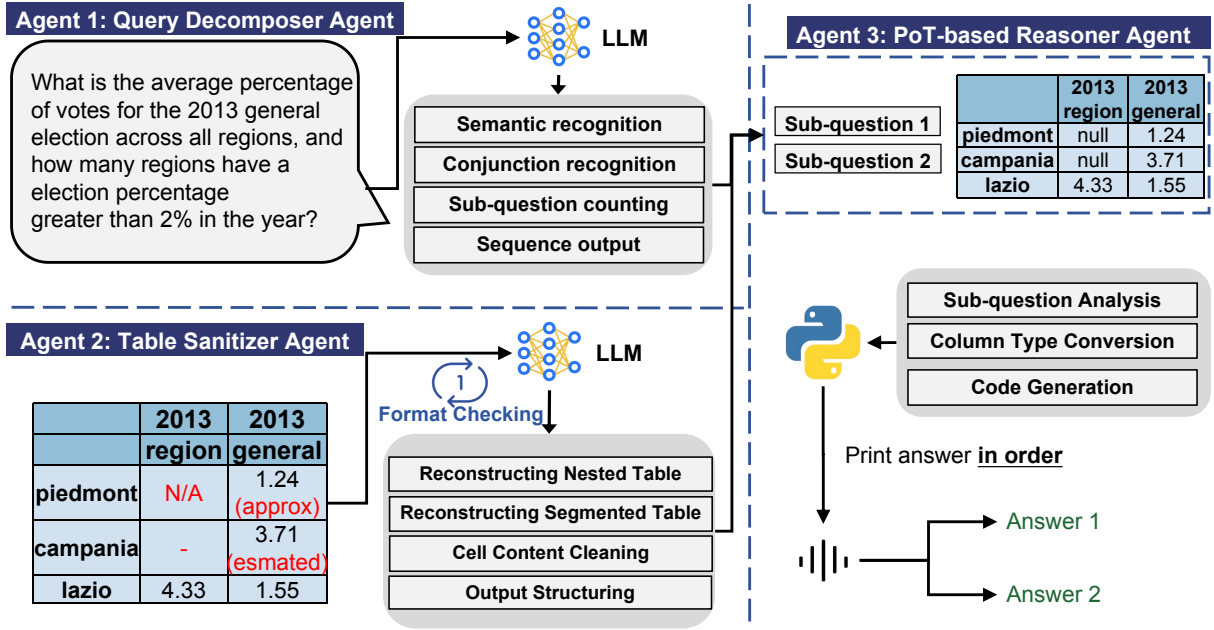 Agent 1: Query Decomposer Agent
LLM
What is the average percentage
of votes for the 2013 general
election across all regions, and
how many regions have a
election percentage
greater than 2% in the year?
Semantic recognition
Conjunction recognition
Sub-question counting
Sequence output
Agent 2: Table Sanitizer Agent
LLM
1
Format Checking
2013 2013
region general
piedmont N/A 1.24
(approx)
campania - 3.71
(esmated)
lazio 4.33 1.55
Reconstructing Nested Table
Reconstructing Segmented Table
Cell Content Cleaning
Output Structuring
Agent 3: PoT-based Reasoner Agent
Sub-question 1
Sub-question 2
2013 2013
region general
piedmont null 1.24
campania null 3.71
lazio 4.33 1.55
Sub-question Analysis
Column Type Conversion
Code Generation
Print answer in order
Answer 1
Answer 2